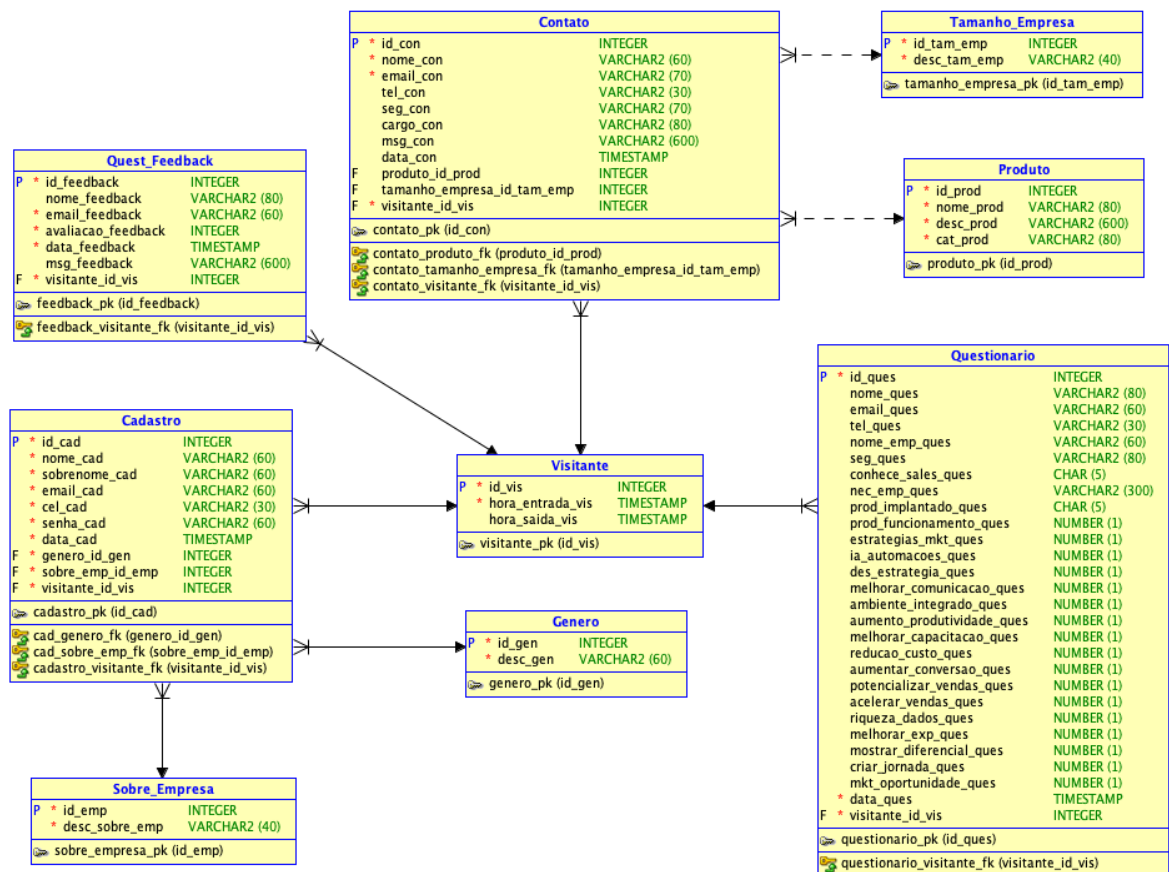 Contato
P * id_con INTEGER
* nome_con VARCHAR2 (60)
* email_con VARCHAR2 (70)
tel_con VARCHAR2 (30)
seg_con VARCHAR2 (70)
cargo_con VARCHAR2 (80)
msg_con VARCHAR2 (600)
data_con TIMESTAMP
F produto_id_prod INTEGER
F tamanho_empresa_id_tam_emp INTEGER
F * visitante_id_vis INTEGER
contato_pk (id_con)
contato_produto_fk (produto_id_prod)
contato_tamanho_empresa_fk (tamanho_empresa_id_tam_emp)
contato_visitante_fk (visitante_id_vis)
Tamanho_Empresa
P * id_tam_emp INTEGER
* desc_tam_emp VARCHAR2 (40)
tamanho_empresa_pk (id_tam_emp)
Quest_Feedback
P * id_feedback INTEGER
nome_feedback VARCHAR2 (80)
* email_feedback VARCHAR2 (60)
* avaliacao_feedback INTEGER
* data_feedback TIMESTAMP
msg_feedback VARCHAR2 (600)
F * visitante_id_vis INTEGER
feedback_pk (id_feedback)
feedback_visitante_fk (visitante_id_vis)
Produto
P * id_prod INTEGER
* nome_prod VARCHAR2 (80)
* desc_prod VARCHAR2 (600)
* cat_prod VARCHAR2 (80)
produto_pk (id_prod)
Cadastro
P * id_cad INTEGER
* nome_cad VARCHAR2 (60)
* sobrenome_cad VARCHAR2 (60)
* email_cad VARCHAR2 (60)
* cel_cad VARCHAR2 (30)
* senha_cad VARCHAR2 (60)
* data_cad TIMESTAMP
F * genero_id_gen INTEGER
F * sobre_emp_id_emp INTEGER
F * visitante_id_vis INTEGER
cadastro_pk (id_cad)
cad_genero_fk (genero_id_gen)
cad_sobre_emp_fk (sobre_emp_id_emp)
cadastro_visitante_fk (visitante_id_vis)
Visitante
P * id_vis INTEGER
* hora_entrada_vis TIMESTAMP
hora_saida_vis TIMESTAMP
visitante_pk (id_vis)
Questionario
P * id_ques INTEGER
nome_ques VARCHAR2 (80)
email_ques VARCHAR2 (60)
tel_ques VARCHAR2 (30)
nome_emp_ques VARCHAR2 (60)
seg_ques VARCHAR2 (80)
conhece_sales_ques CHAR (5)
nec_emp_ques VARCHAR2 (300)
prod_implantado_ques CHAR (5)
prod_funcionamento_ques NUMBER (1)
estrategias_mkt_ques NUMBER (1)
ia_automacoes_ques NUMBER (1)
des_estrategia_ques NUMBER (1)
melhorar_comunicacao_ques NUMBER (1)
ambiente_integrado_ques NUMBER (1)
aumento_produtividade_ques NUMBER (1)
melhorar_capacitacao_ques NUMBER (1)
reducao_custo_ques NUMBER (1)
aumentar_conversao_ques NUMBER (1)
potencializar_vendas_ques NUMBER (1)
acelerar_vendas_ques NUMBER (1)
riqueza_dados_ques NUMBER (1)
melhorar_exp_ques NUMBER (1)
mostrar_diferencial_ques NUMBER (1)
criar_jornada_ques NUMBER (1)
mkt_oportunidade_ques NUMBER (1)
* data_ques TIMESTAMP
F * visitante_id_vis INTEGER
questionario_pk (id_ques)
questionario_visitante_fk (visitante_id_vis)
Genero
P * id_gen INTEGER
* desc_gen VARCHAR2 (60)
genero_pk (id_gen)
Sobre_Empresa
P * id_emp INTEGER
* desc_sobre_emp VARCHAR2 (40)
sobre_empresa_pk (id_emp)